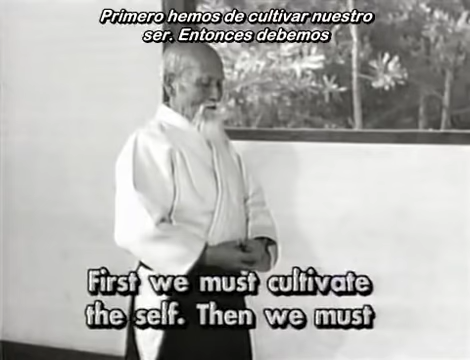 Primero hemos de cultivar nuestro
ser. Entonces debemos
First we must cultivate
the self. Then we must